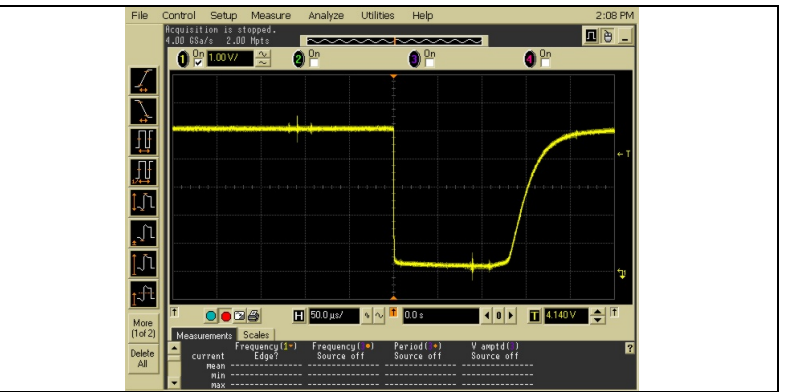 File Control Setup Measure Analyze Utilities Help 2:08 PM
Acquisition is stopped.
4.00 GSa/s 2.00 Mpts
1 On 1.00 V/ 2 On 3 On 4 On
T
More
(1of 2)
Delete
All
H 50.0 µs/ 0.0 s 0 T 4.140 V
Measurements Scales
Frequency(1) Frequency( ) Period( ) V amptd( )
current Edge? Source off Source off Source off
mean --------------- --------------- --------------- ---------------
min --------------- --------------- --------------- ---------------
max --------------- --------------- --------------- ---------------
?